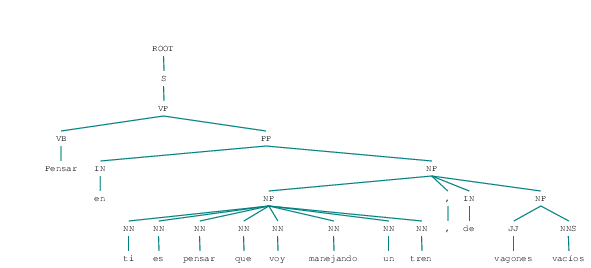 ROOT
S
VP
VB PP
Pensar IN NP
en NP , IN NP
NN NN NN NN NN NN NN NN , de JJ NNS
ti es pensar que voy manejando un tren vagones vacíos